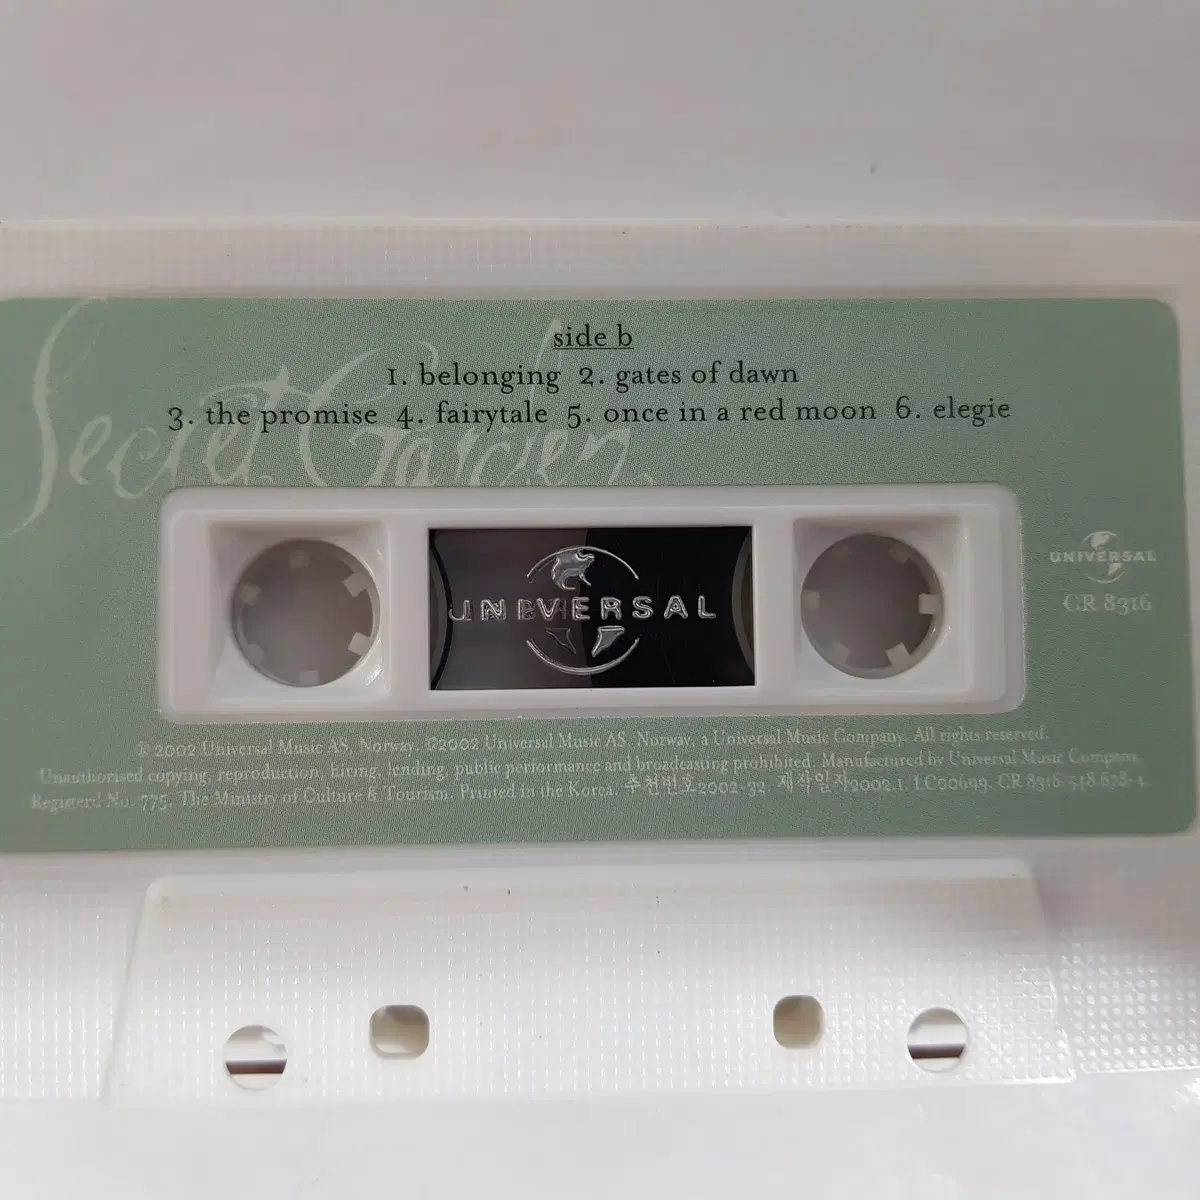 side b
1. belonging 2. gates of dawn
3. the promise 4. fairytale 5. once in a red moon 6. elegie
Secret Garden
UNIVERSAL
UNIVERSAL
CR 8316
℗ 2002 Universal Music AS, Norway. ©2002 Universal Music AS, Norway, a Universal Music Company. All rights reserved.
Unauthorised copying, reproduction, hiring, lending, public performance and broadcasting prohibited. Manufactured by Universal Music Company.
Registerd No. 775, The Ministry of Culture & Tourism. Printed in the Korea. 추천번호2002-32. 제작일자2002.1. LC00699. CR 8316